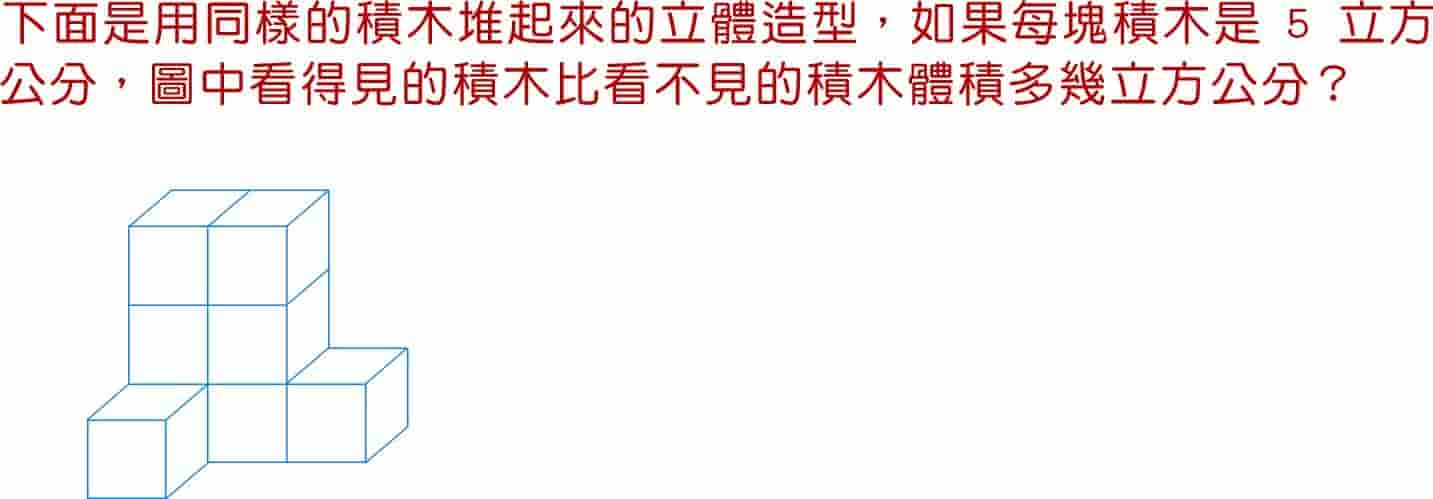 下面是用同樣的積木堆起來的立體造型,如果每塊積木是 5 立方
公分,圖中看得見的積木比看不見的積木體積多幾立方公分?